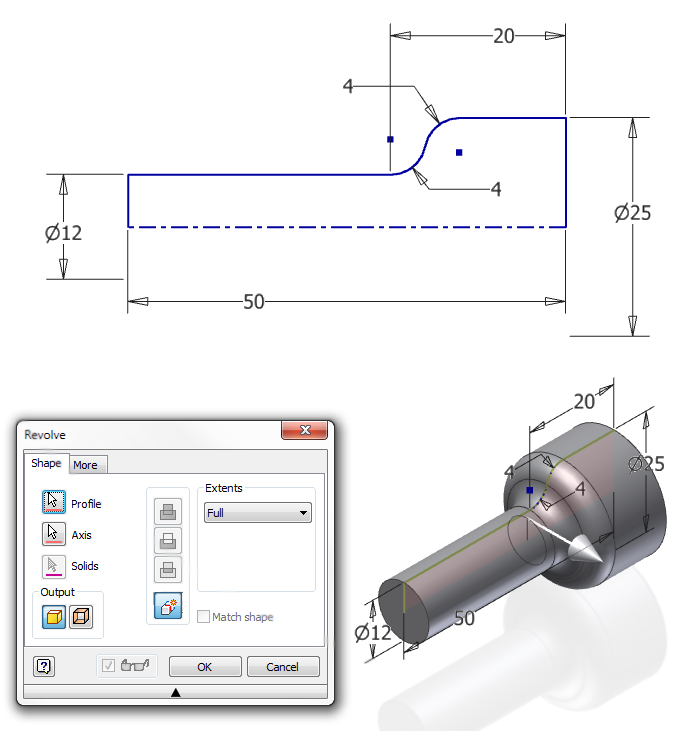 20
4
4
Ø12
Ø25
50
20
4
4
Ø25
50
Ø12
Revolve
Shape
More
Profile
Axis
Solids
Output
Extents
Full
Match shape
?
OK
Cancel